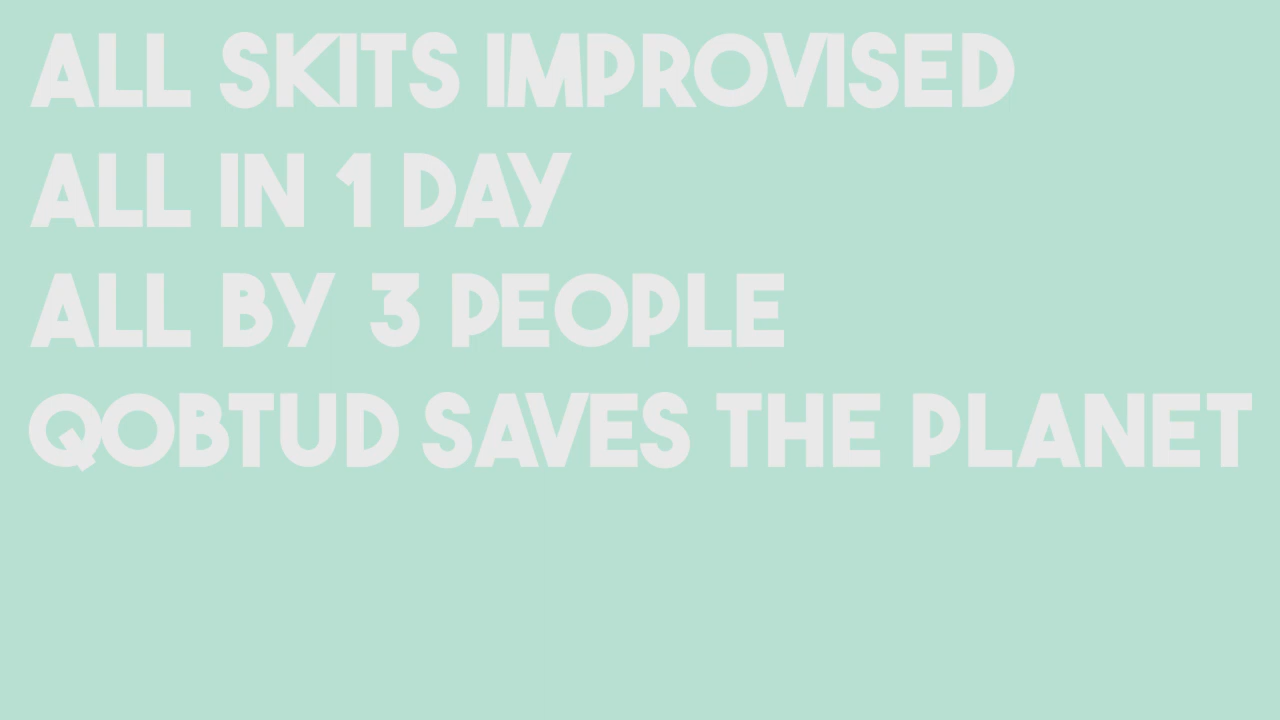 ALL SKITS IMPROVISED
ALL IN 1 DAY
ALL BY 3 PEOPLE
QOBTUD SAVES THE PLANET